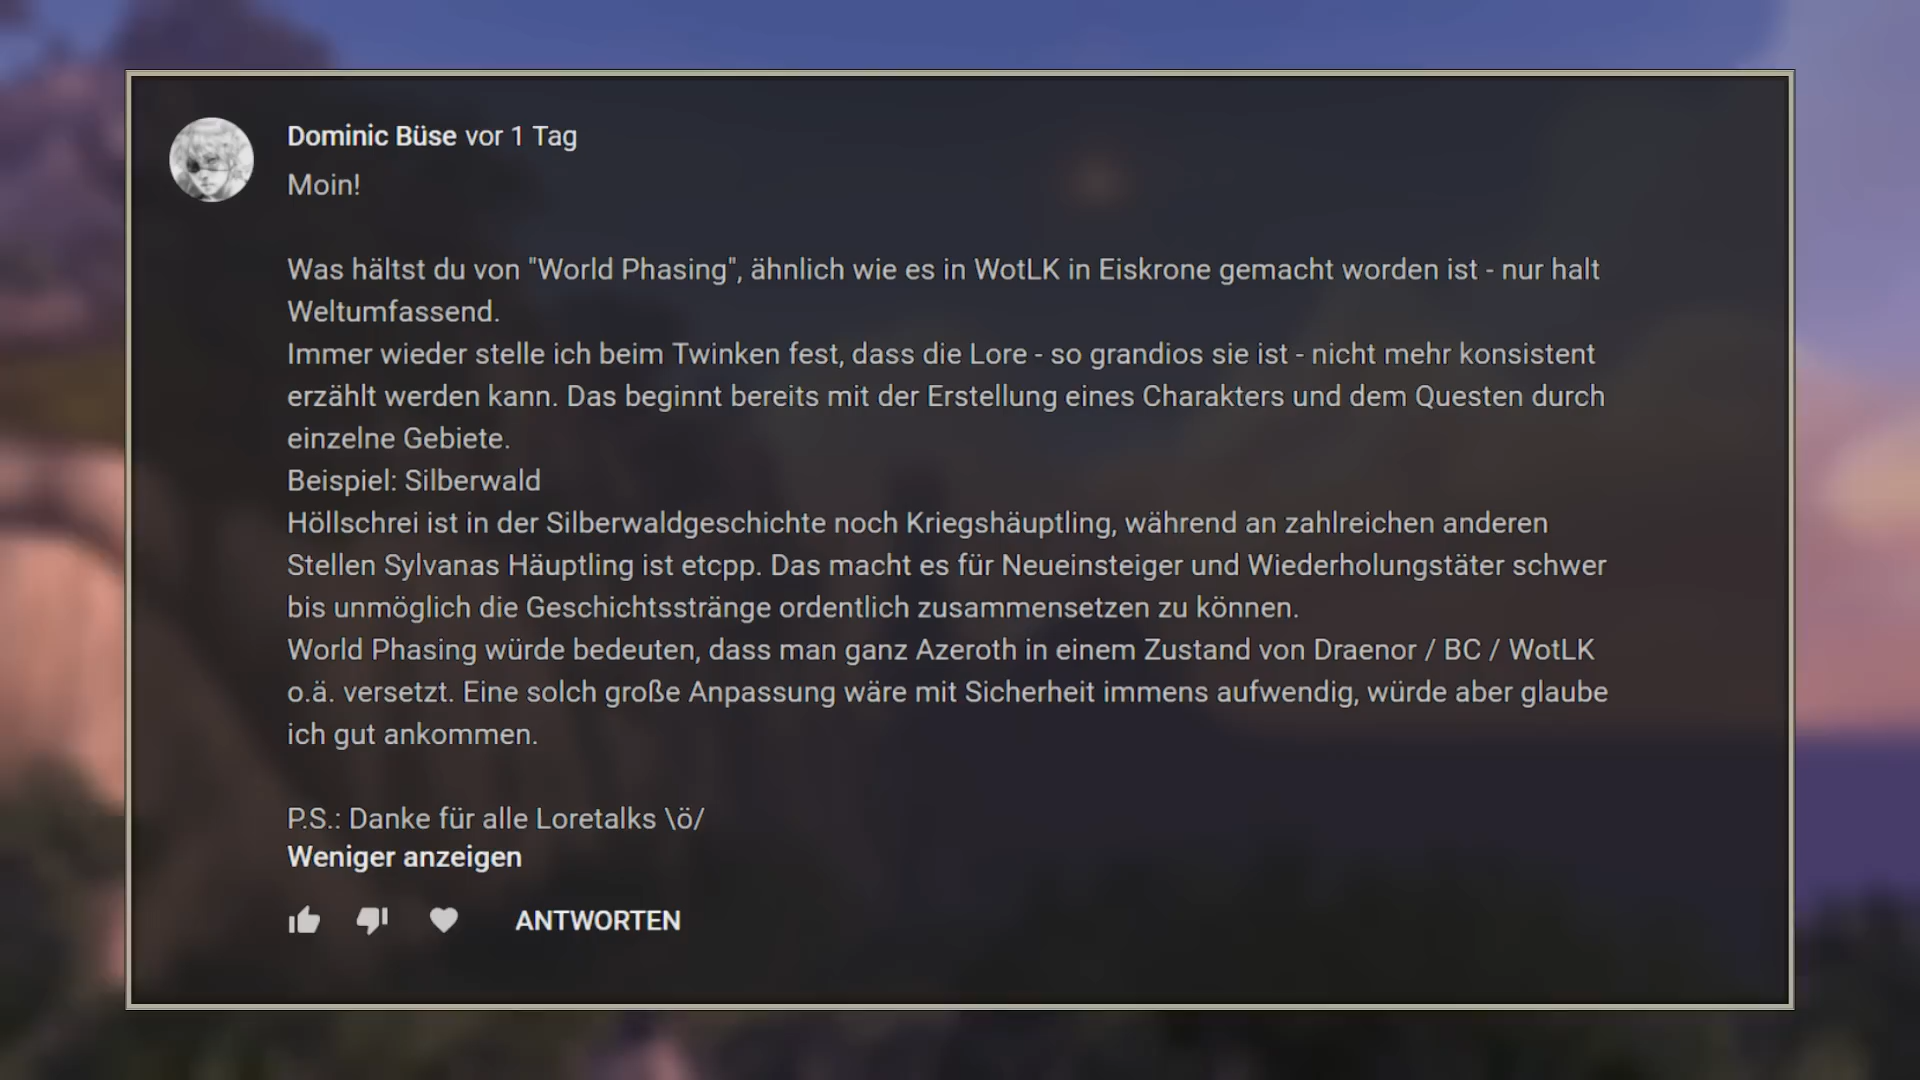 Dominic Büse vor 1 Tag
Moin!
Was hältst du von "World Phasing", ähnlich wie es in WotLK in Eiskrone gemacht worden ist - nur halt
Weltumfassend.
Immer wieder stelle ich beim Twinken fest, dass die Lore - so grandios sie ist - nicht mehr konsistent
erzählt werden kann. Das beginnt bereits mit der Erstellung eines Charakters und dem Questen durch
einzelne Gebiete.
Beispiel: Silberwald
Höllschrei ist in der Silberwaldgeschichte noch Kriegshäuptling, während an zahlreichen anderen
Stellen Sylvanas Häuptling ist etcpp. Das macht es für Neueinsteiger und Wiederholungstäter schwer
bis unmöglich die Geschichtsstränge ordentlich zusammensetzen zu können.
World Phasing würde bedeuten, dass man ganz Azeroth in einem Zustand von Draenor / BC / WotLK
o.ä. versetzt. Eine solch große Anpassung wäre mit Sicherheit immens aufwendig, würde aber glaube
ich gut ankommen.
P.S.: Danke für alle Loretalks \ö/
Weniger anzeigen
ANTWORTEN